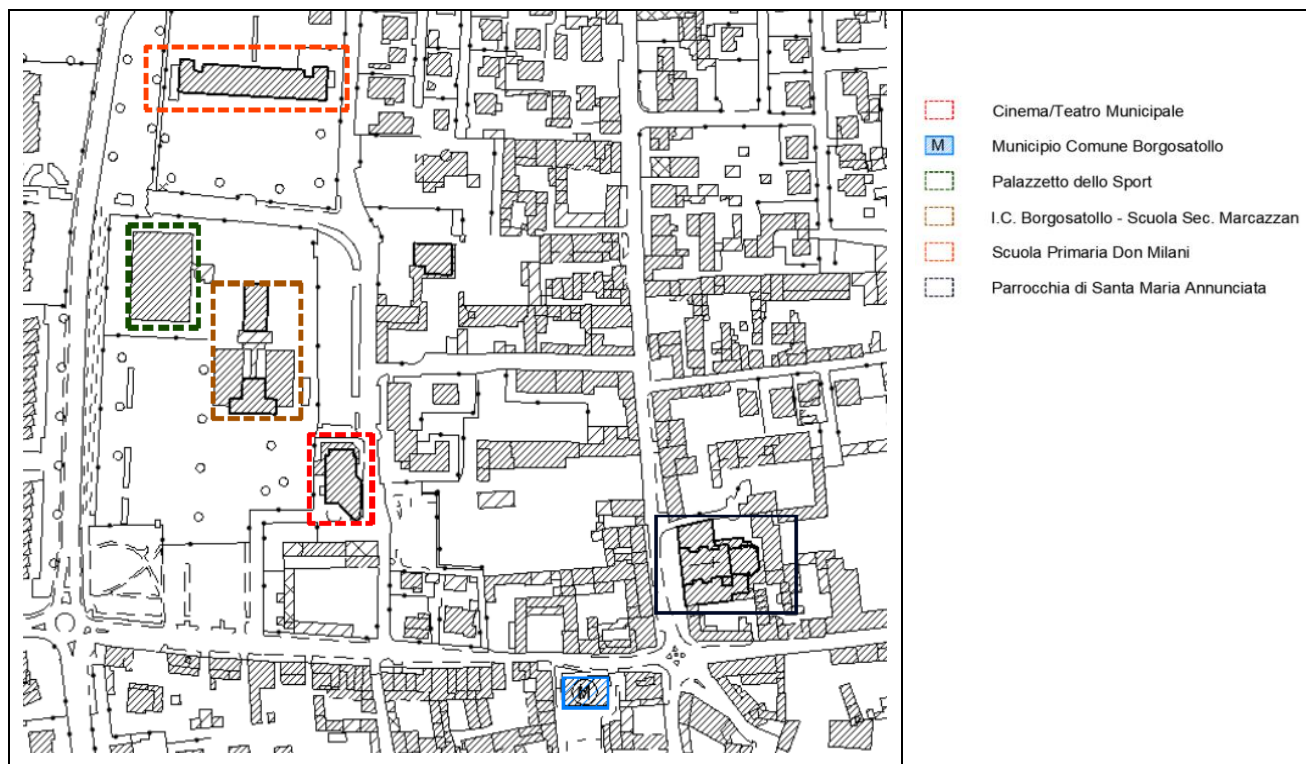 Cinema/Teatro Municipale
M
Municipio Comune Borgosatollo
Palazzetto dello Sport
I.C. Borgosatollo - Scuola Sec. Marcazzan
Scuola Primaria Don Milani
Parrocchia di Santa Maria Annunciata
M